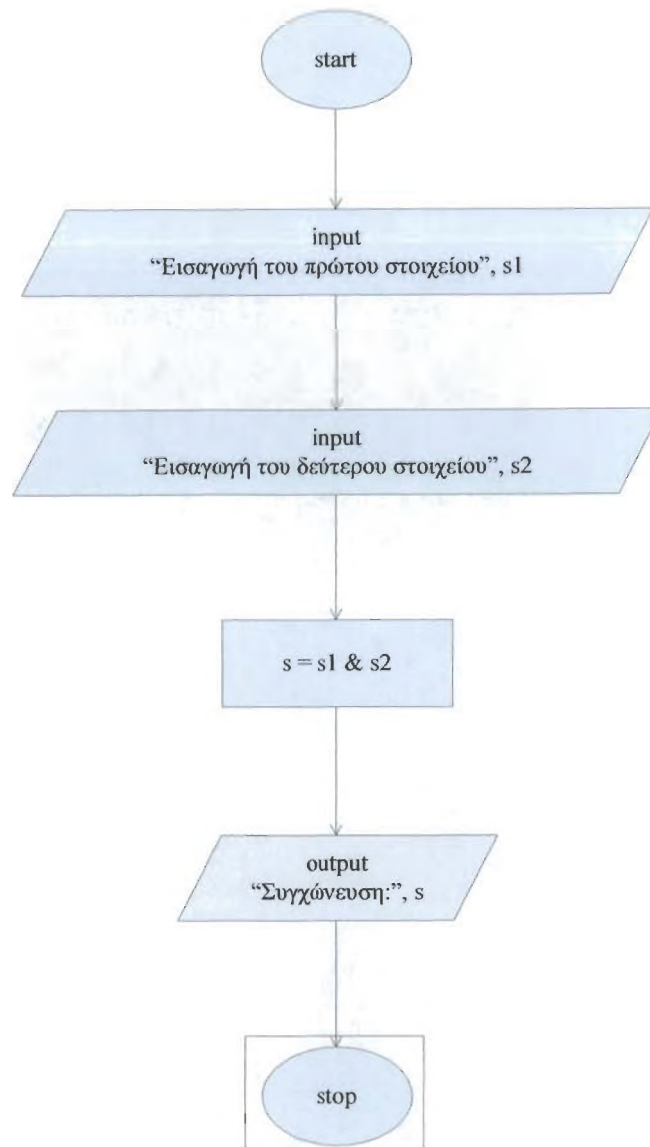 start
input
“Εισαγωγή του πρώτου στοιχείου”, s1
input
“Εισαγωγή του δεύτερου στοιχείου”, s2
s = s1 & s2
output
“Συγχώνευση:”, s
stop